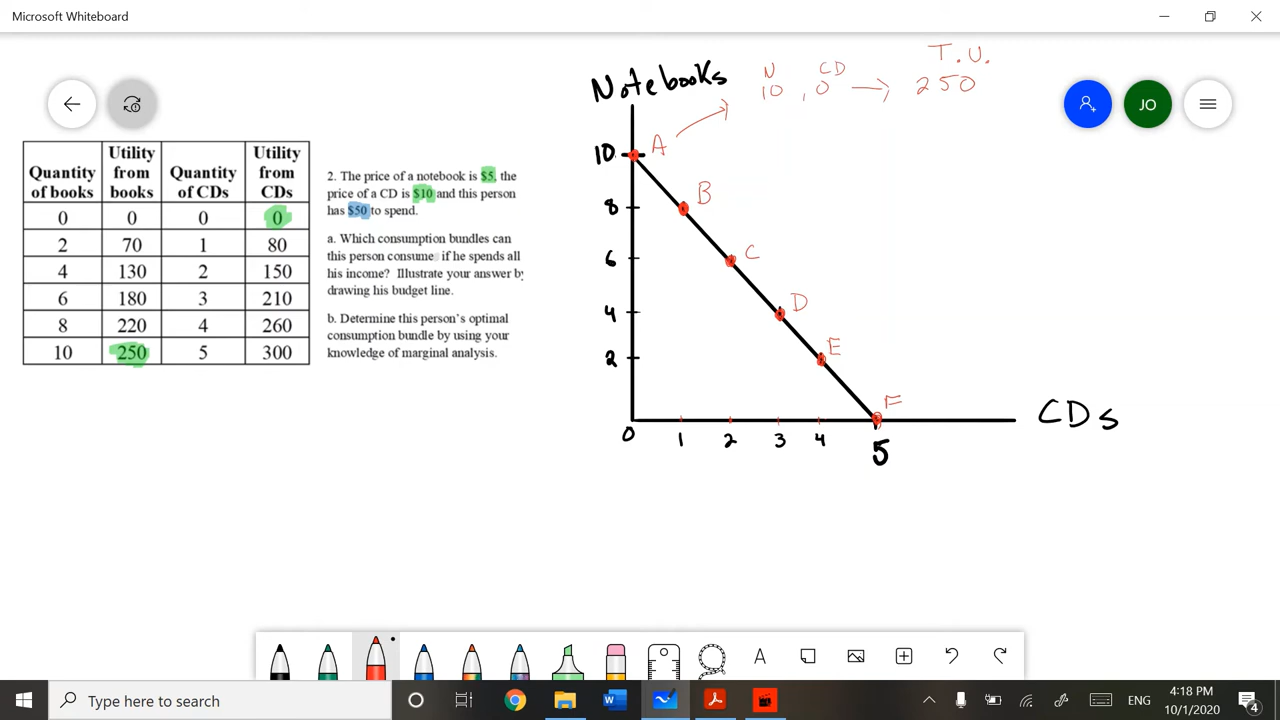 Microsoft Whiteboard
T.U.
Notebooks
N CD
10 , 0 → 250
JO
A
10
B
8
C
6
D
4
E
2
F
0 1 2 3 4 5
CDs
Quantity of books | Utility from books | Quantity of CDs | Utility from CDs
0 0 0 0
2 70 1 80
4 130 2 150
6 180 3 210
8 220 4 260
10 250 5 300
2. The price of a notebook is $5, the
price of a CD is $10 and this person
has $50 to spend.
a. Which consumption bundles can
this person consume if he spends all
his income? Illustrate your answer by
drawing his budget line.
b. Determine this person's optimal
consumption bundle by using your
knowledge of marginal analysis.
A
Type here to search
W
ENG
4:18 PM
10/1/2020
4